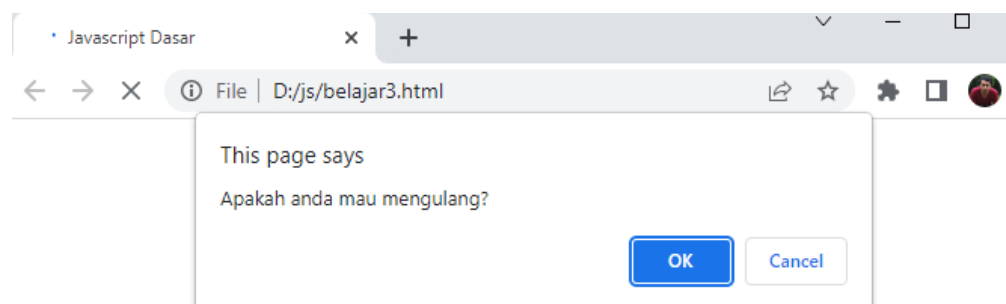 Javascript Dasar
File D:/js/belajar3.html
This page says
Apakah anda mau mengulang?
OK Cancel